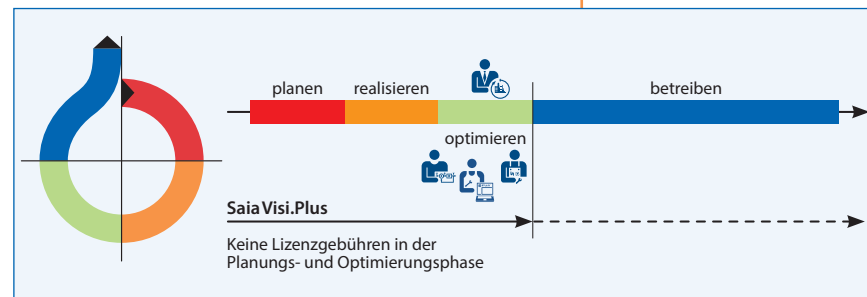 planen
realisieren
betreiben
optimieren
Saia Visi.Plus
Keine Lizenzgebühren in der
Planungs- und Optimierungsphase